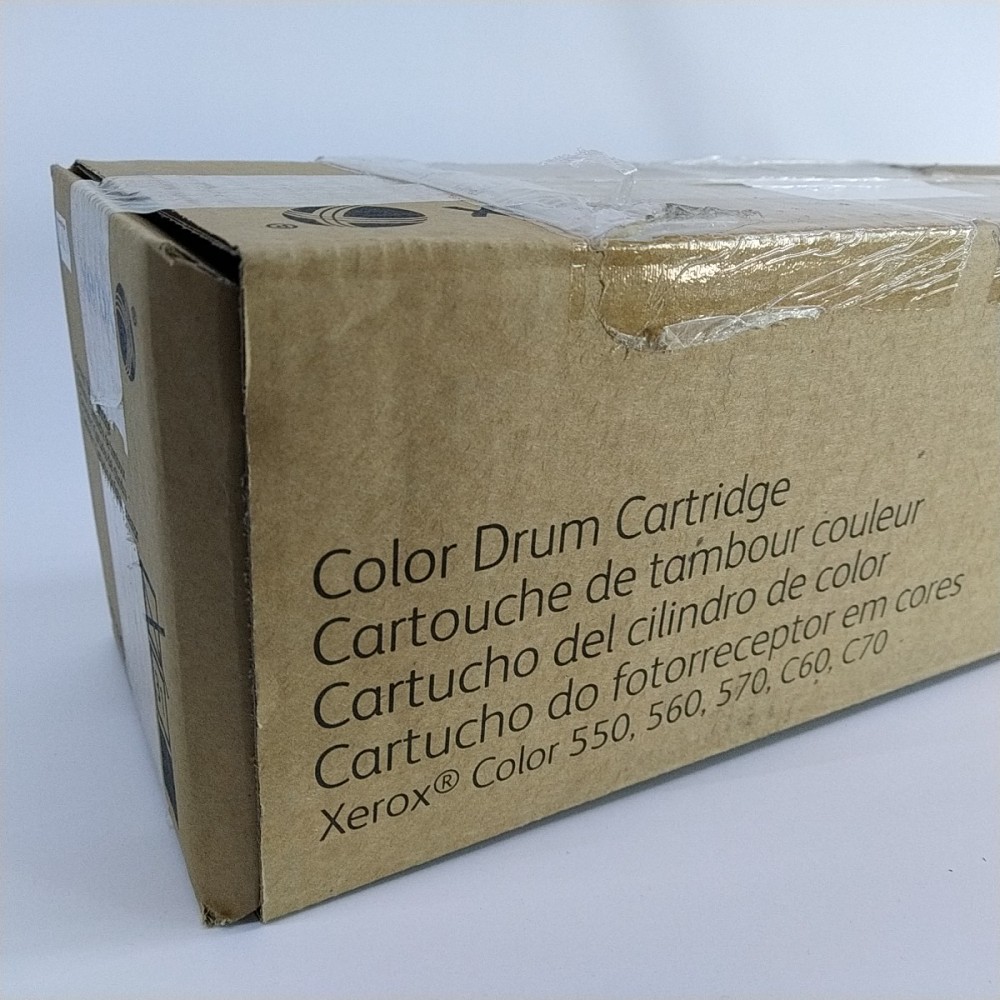 Color Drum Cartridge
Cartouche de tambour couleur
Cartucho del cilindro de color
Cartucho do fotorreceptor em cores
Xerox® Color 550, 560, 570, C60, C70